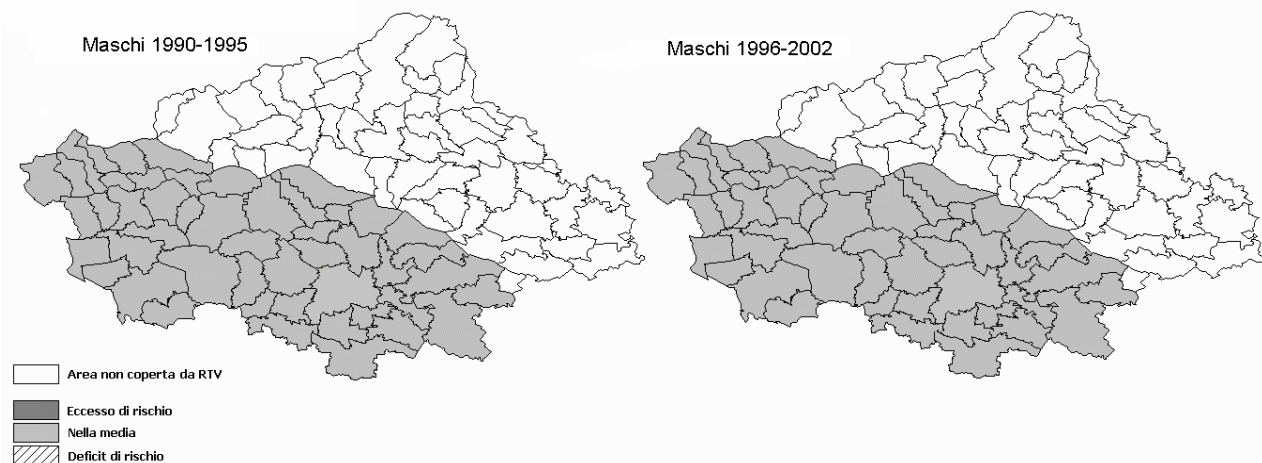 Maschi 1990-1995
Maschi 1996-2002
Area non coperta da RTV
Eccesso di rischio
Nella media
Deficit di rischio